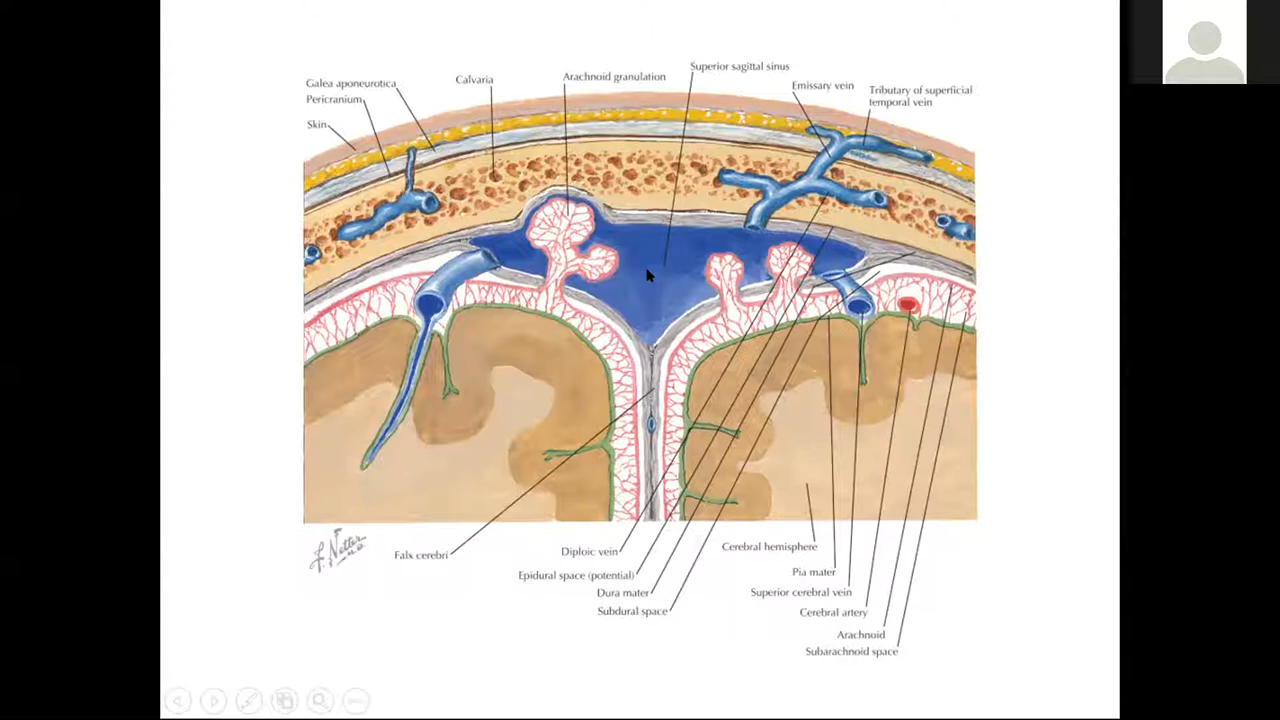 Superior sagittal sinus
Galea aponeurotica
Calvaria
Arachnoid granulation
Emissary vein
Tributary of superficial
temporal vein
Pericranium
Skin
F. Netter
Falx cerebri
Diploic vein
Cerebral hemisphere
Epidural space (potential)
Pia mater
Dura mater
Superior cerebral vein
Subdural space
Cerebral artery
Arachnoid
Subarachnoid space